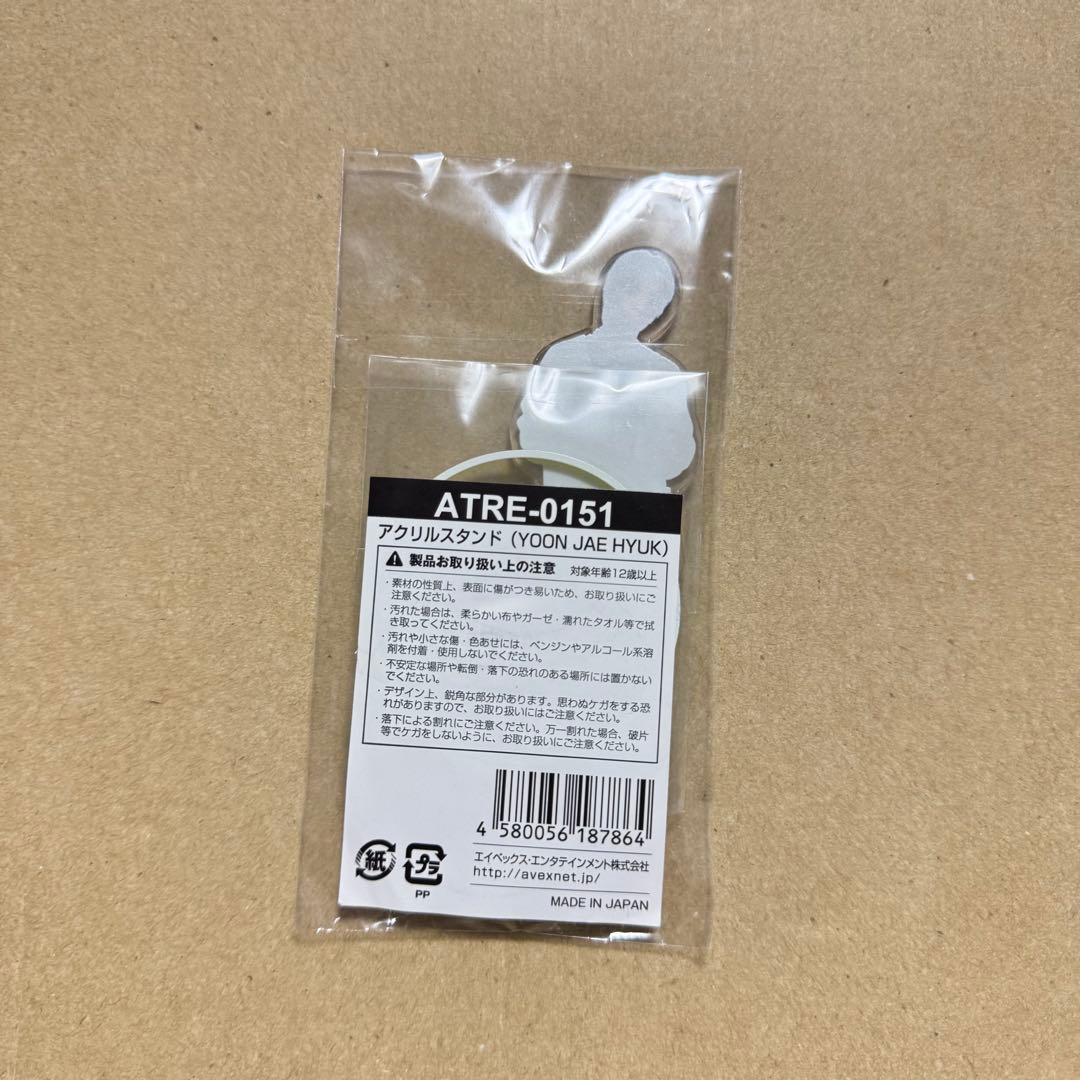 ATRE-0151
アクリルスタンド（YOON JAE HYUK）
製品お取り扱い上の注意 対象年齢12歳以上
・素材の性質上、表面に傷がつき易いため、お取り扱いにご
注意ください。
・汚れた場合は、柔らかい布やガーゼ・濡れたタオル等で拭
き取ってください。
・汚れや小さな傷・色あせには、ベンジンやアルコール系溶
剤を付着・使用しないでください。
・不安定な場所や転倒・落下の恐れのある場所には置かない
でください。
・デザイン上、鋭角な部分があります。思わぬケガをする恐
れがありますので、お取り扱いにはご注意ください。
・落下による割れにご注意ください。万一割れた場合、破片
等でケガをしないように、お取り扱いにご注意ください。
4 580056 187864
紙
プラ
PP
エイベックス・エンタテインメント株式会社
http://avexnet.jp/
MADE IN JAPAN